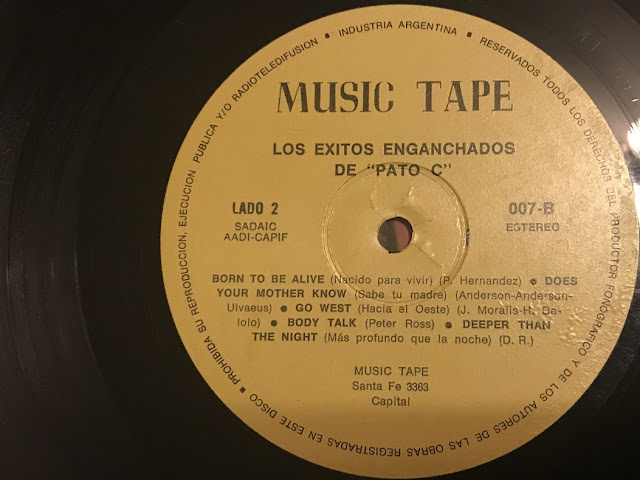 INDUSTRIA ARGENTINA • RESERVADOS TODOS LOS DERECHOS DEL PRODUCTOR FONOGRAFICO Y DE LOS AUTORES DE LAS OBRAS REGISTRADAS EN ESTE DISCO • PROHIBIDA SU REPRODUCCION, EJECUCION PUBLICA Y/O RADIOTELEDIFUSION •
MUSIC TAPE
LOS EXITOS ENGANCHADOS
DE "PATO C"
LADO 2
SADAIC
AADI-CAPIF
007-B
ESTEREO
BORN TO BE ALIVE (Nacido para vivir) (P. Hernandez) • DOES
YOUR MOTHER KNOW (Sabe tu madre) (Anderson-Anderson-
Ulvaeus) • GO WEST (Hacia el Oeste) (J. Moralis-H. Be-
lolo) • BODY TALK (Peter Ross) • DEEPER THAN
THE NIGHT (Más profundo que la noche) (D. R.)
MUSIC TAPE
Santa Fe 3363
Capital